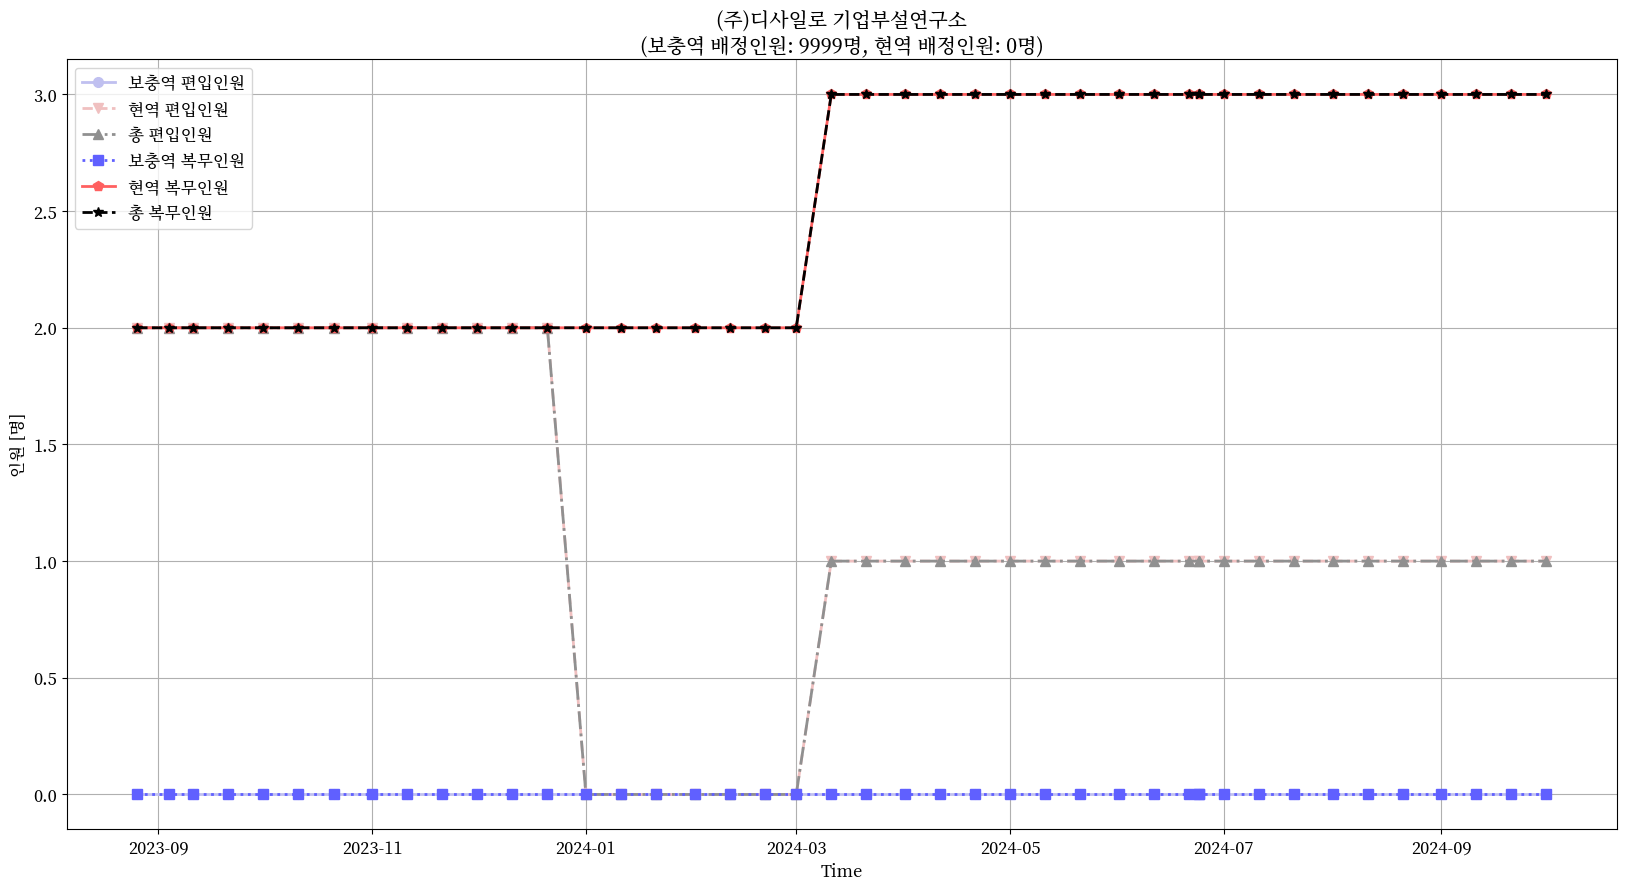 (주)디사일로 기업부설연구소
(보충역 배정인원: 9999명, 현역 배정인원: 0명)
보충역 편입인원
현역 편입인원
총 편입인원
보충역 복무인원
현역 복무인원
총 복무인원
인원 [명]
3.0
2.5
2.0
1.5
1.0
0.5
0.0
2023-09
2023-11
2024-01
2024-03
2024-05
2024-07
2024-09
Time